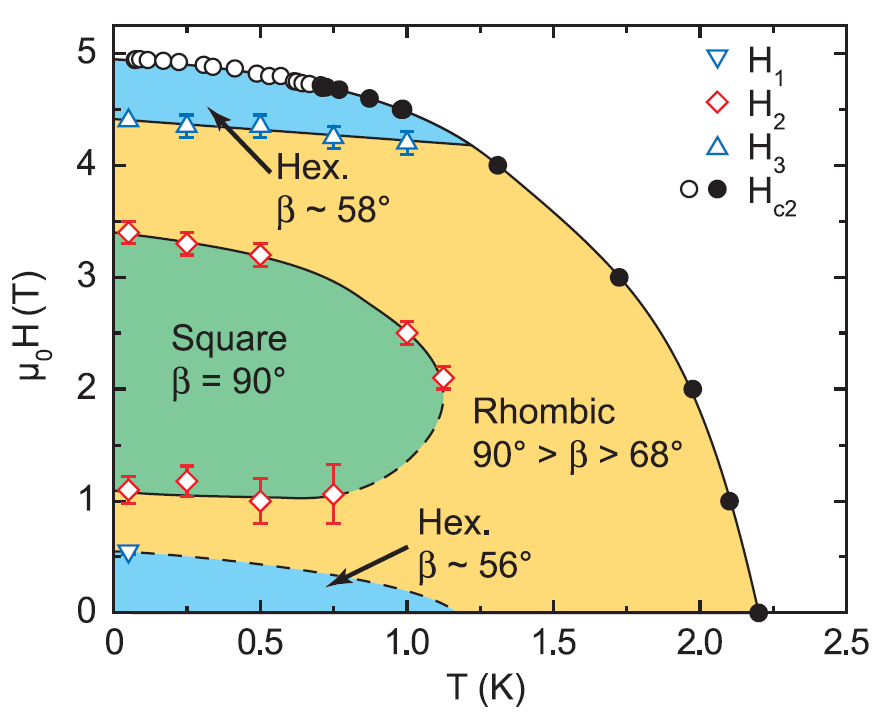 5
4
3
2
1
0
μ₀H (T)
0
0.5
1.0
1.5
2.0
2.5
T (K)
H₁
H₂
H₃
H_c2
Hex.
β ~ 58°
Square
β = 90°
Rhombic
90° > β > 68°
Hex.
β ~ 56°